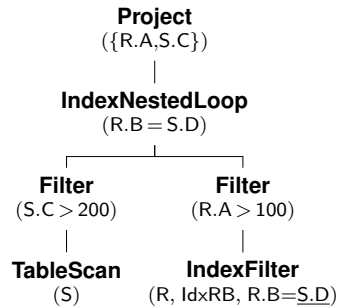 Project
({R.A,S.C})
IndexNestedLoop
(R.B = S.D)
Filter
(S.C > 200)
Filter
(R.A > 100)
TableScan
(S)
IndexFilter
(R, IdxRB, R.B=S.D)